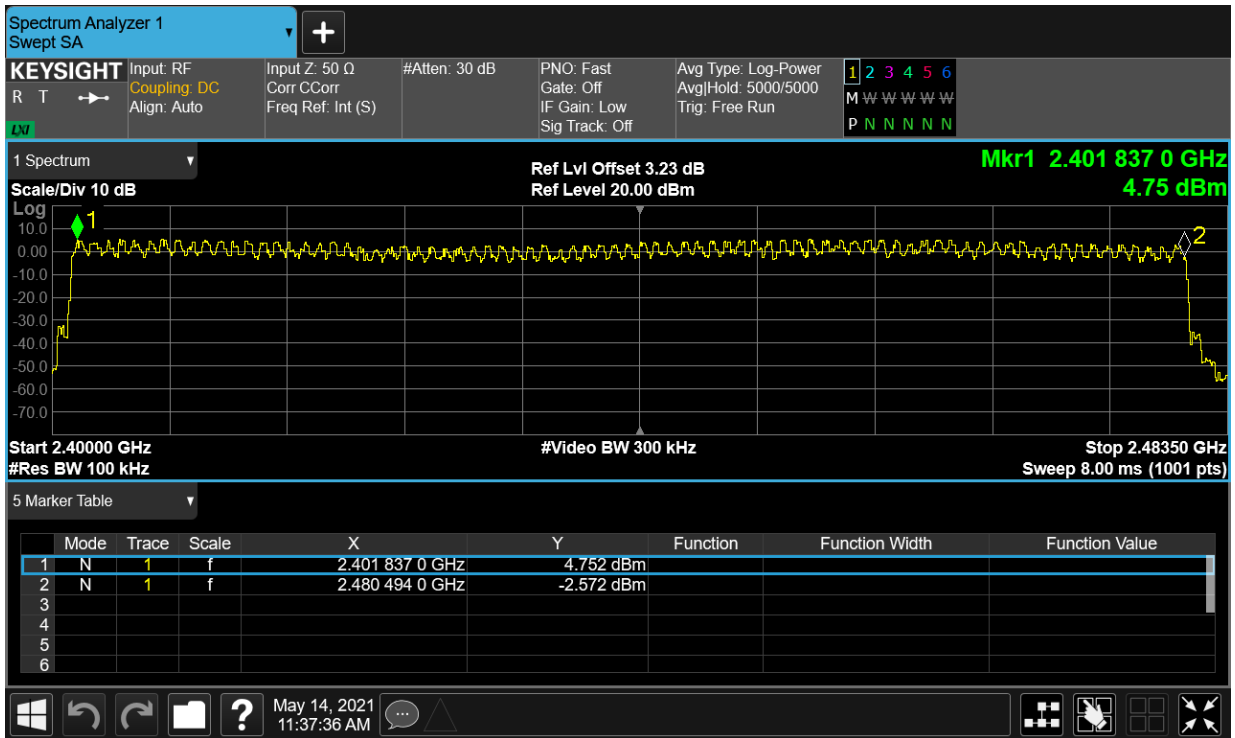 Spectrum Analyzer 1
Swept SA
+
KEYSIGHT
R T
LXI
Input: RF
Coupling: DC
Align: Auto
Input Z: 50 Ω
Corr CCorr
Freq Ref: Int (S)
#Atten: 30 dB
PNO: Fast
Gate: Off
IF Gain: Low
Sig Track: Off
Avg Type: Log-Power
Avg|Hold: 5000/5000
Trig: Free Run
1 2 3 4 5 6
M W W W W W
P N N N N N
1 Spectrum
Scale/Div 10 dB
Ref Lvl Offset 3.23 dB
Ref Level 20.00 dBm
Mkr1 2.401 837 0 GHz
4.75 dBm
Log
1
2
10.0
0.00
-10.0
-20.0
-30.0
-40.0
-50.0
-60.0
-70.0
Start 2.40000 GHz
#Res BW 100 kHz
#Video BW 300 kHz
Stop 2.48350 GHz
Sweep 8.00 ms (1001 pts)
5 Marker Table
Mode Trace Scale X Y Function Function Width Function Value
1 N 1 f 2.401 837 0 GHz 4.752 dBm
2 N 1 f 2.480 494 0 GHz -2.572 dBm
3
4
5
6
?
May 14, 2021
11:37:36 AM